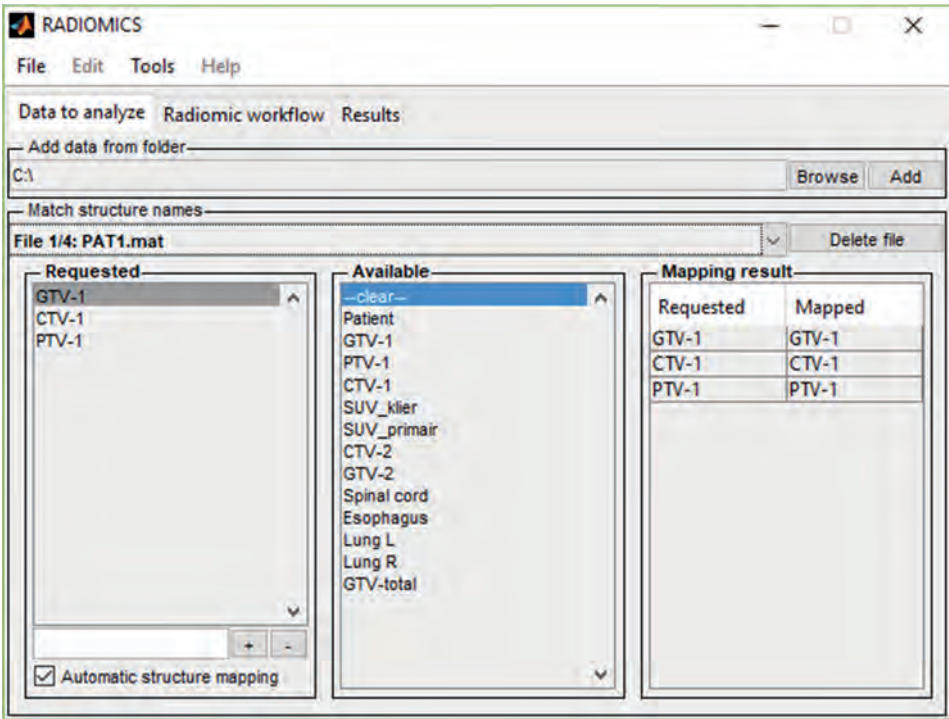 RADIOMICS
File Edit Tools Help
Data to analyze Radiomic workflow Results
Add data from folder
C:\ Browse Add
Match structure names
File 1/4: PAT1.mat Delete file
Requested
GTV-1
CTV-1
PTV-1
+ -
Automatic structure mapping
Available
--clear--
Patient
GTV-1
PTV-1
CTV-1
SUV_klier
SUV_primair
CTV-2
GTV-2
Spinal cord
Esophagus
Lung L
Lung R
GTV-total
Mapping result
Requested Mapped
GTV-1 GTV-1
CTV-1 CTV-1
PTV-1 PTV-1